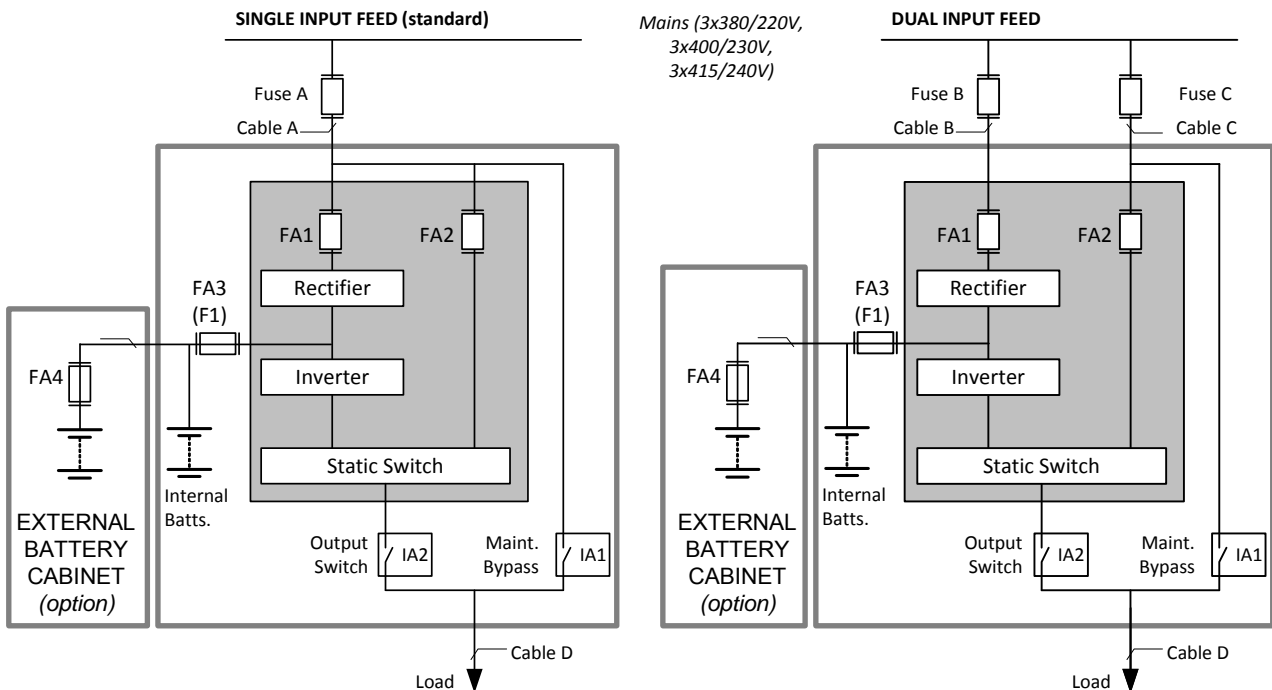 SINGLE INPUT FEED (standard)
Mains (3x380/220V,
3x400/230V,
3x415/240V)
DUAL INPUT FEED
Fuse A
Cable A
FA1
FA2
Rectifier
FA3
(F1)
FA4
Inverter
Static Switch
Internal
Batts.
EXTERNAL
BATTERY
CABINET
(option)
Output
Switch
IA2
Maint.
Bypass
IA1
Cable D
Load
Fuse B
Cable B
Fuse C
Cable C
FA1
FA2
Rectifier
FA3
(F1)
FA4
Inverter
Static Switch
Internal
Batts.
EXTERNAL
BATTERY
CABINET
(option)
Output
Switch
IA2
Maint.
Bypass
IA1
Cable D
Load